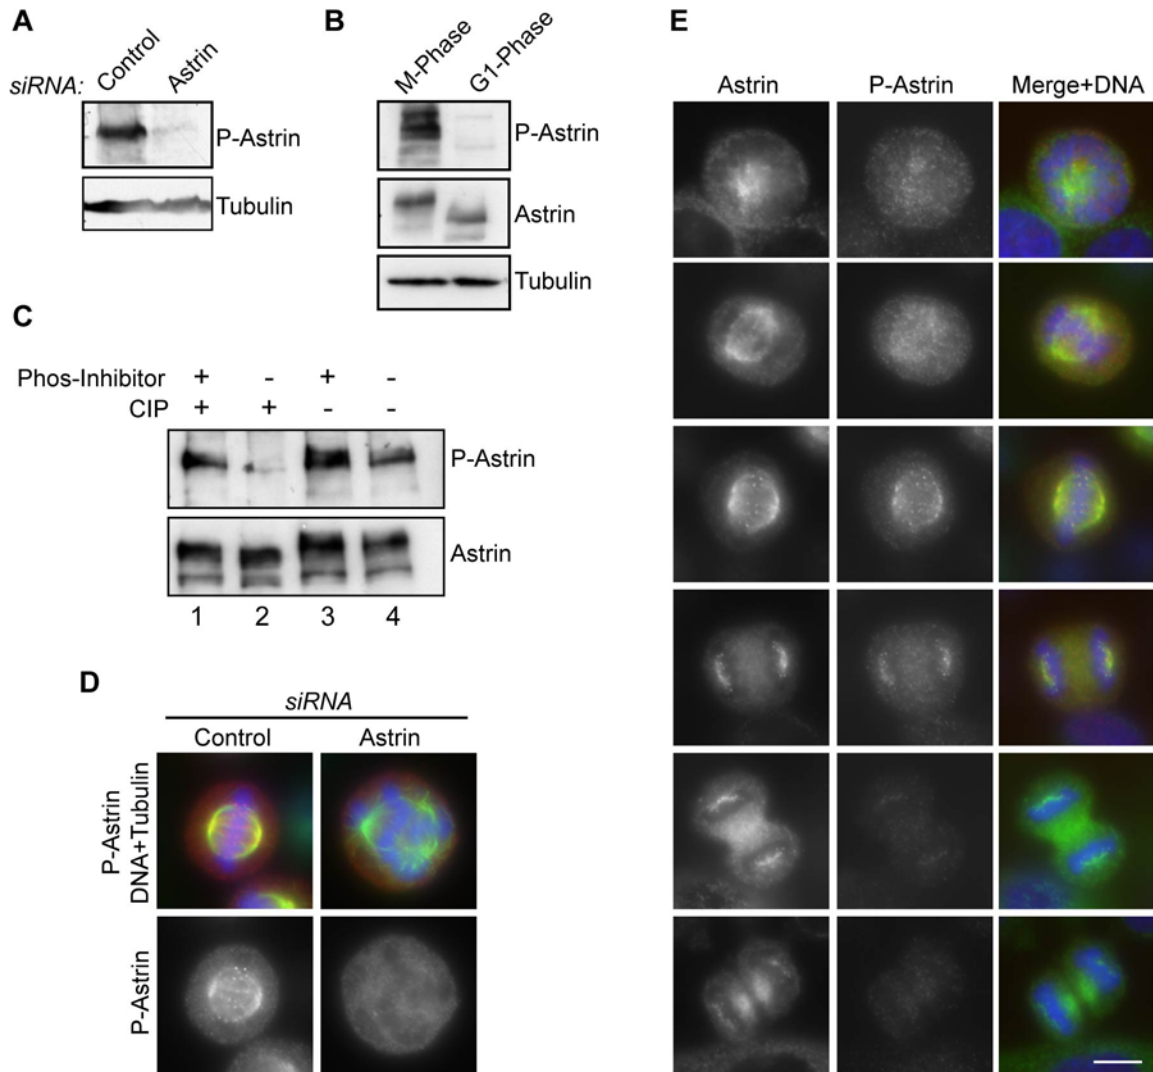 A
Control
Astrin
siRNA:
P-Astrin
Tubulin
B
M-Phase
G1-Phase
P-Astrin
Astrin
Tubulin
C
Phos-Inhibitor + - + -
CIP + + - -
P-Astrin
Astrin
1 2 3 4
D
siRNA
Control Astrin
P-Astrin
DNA+Tubulin
P-Astrin
E
Astrin P-Astrin Merge+DNA